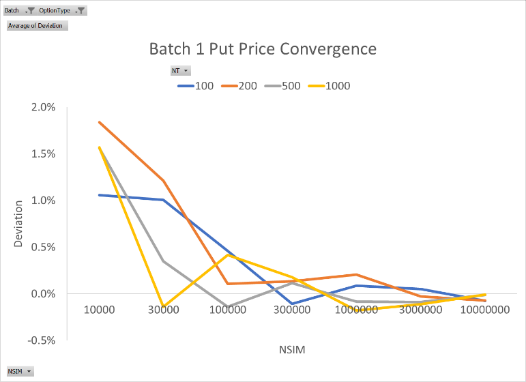 Batch OptionType
Average of Deviation
Batch 1 Put Price Convergence
NT
100 200 500 1000
2.0%
1.5%
1.0%
0.5%
0.0%
-0.5%
Deviation
10000 30000 100000 300000 1000000 3000000 10000000
NSIM
NSIM